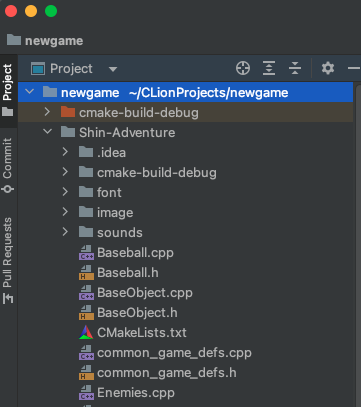 newgame
Project
Project
newgame ~/CLionProjects/newgame
cmake-build-debug
Shin-Adventure
.idea
cmake-build-debug
font
image
sounds
Baseball.cpp
Baseball.h
BaseObject.cpp
BaseObject.h
CMakeLists.txt
common_game_defs.cpp
common_game_defs.h
Enemies.cpp
Commit
Pull Requests